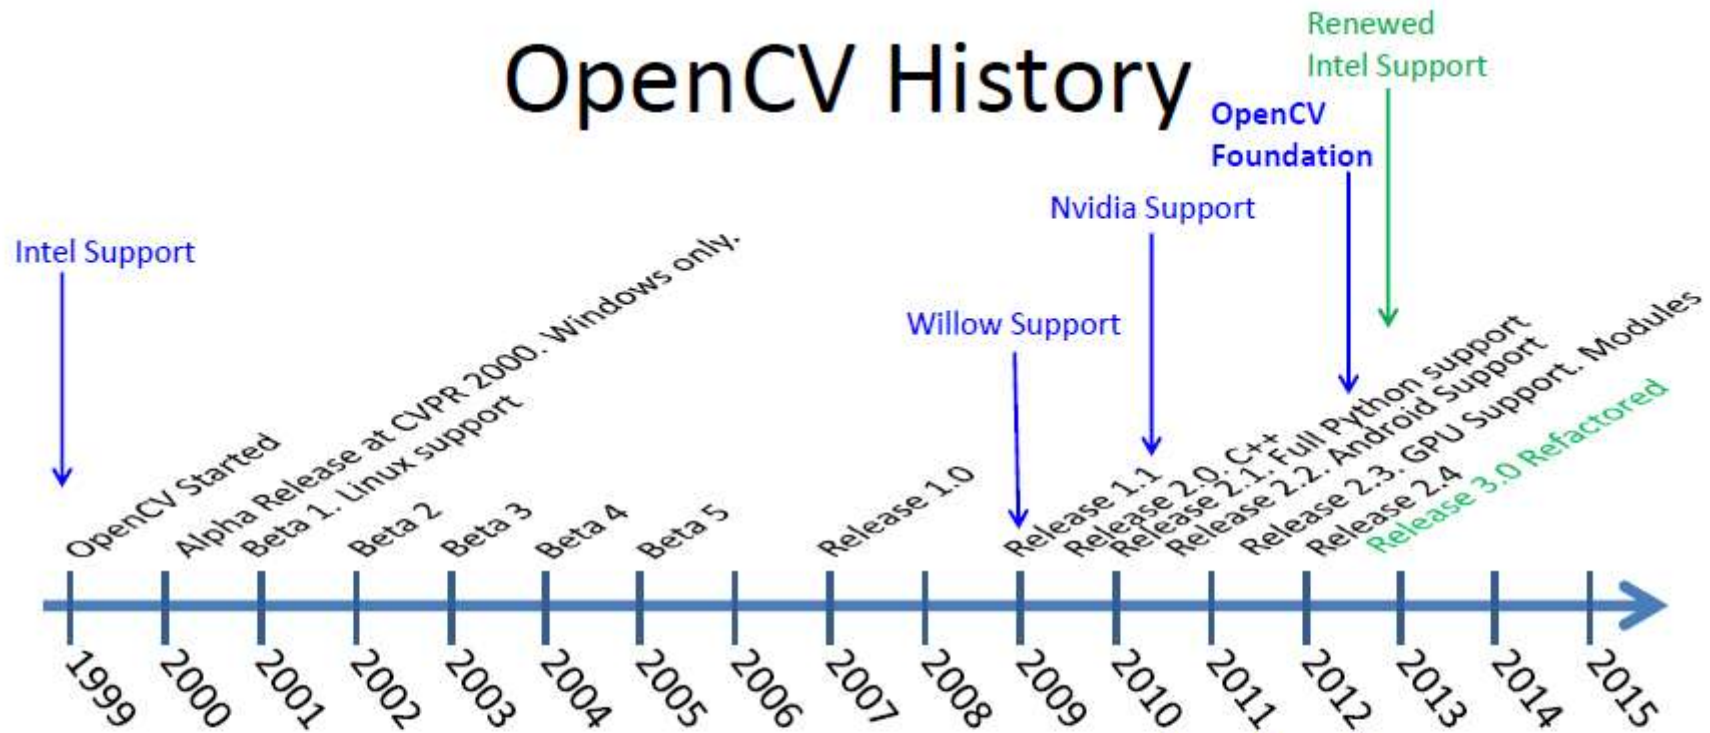 OpenCV History
Renewed
Intel Support
OpenCV
Foundation
Nvidia Support
Intel Support
Willow Support
OpenCV Started
Alpha Release at CVPR 2000. Windows only.
Beta 1. Linux support
Beta 2
Beta 3
Beta 4
Beta 5
Release 1.0
Release 1.1
Release 2.0. C++
Release 2.1. Full Python support
Release 2.2. Android Support
Release 2.3. GPU Support. Modules
Release 2.4
Release 3.0 Refactored
1999
2000
2001
2002
2003
2004
2005
2006
2007
2008
2009
2010
2011
2012
2013
2014
2015